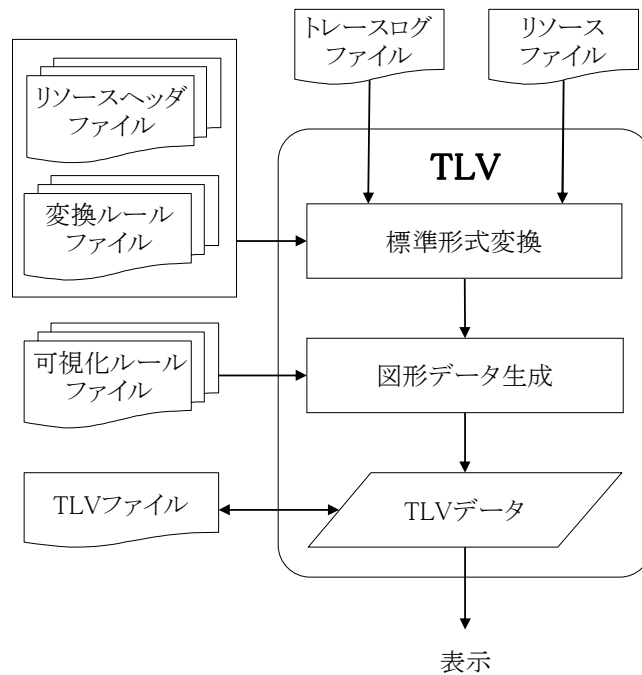 トレースログ
ファイル
リソース
ファイル
リソースヘッダ
ファイル
TLV
変換ルール
ファイル
標準形式変換
可視化ルール
ファイル
図形データ生成
TLVファイル
TLVデータ
表示